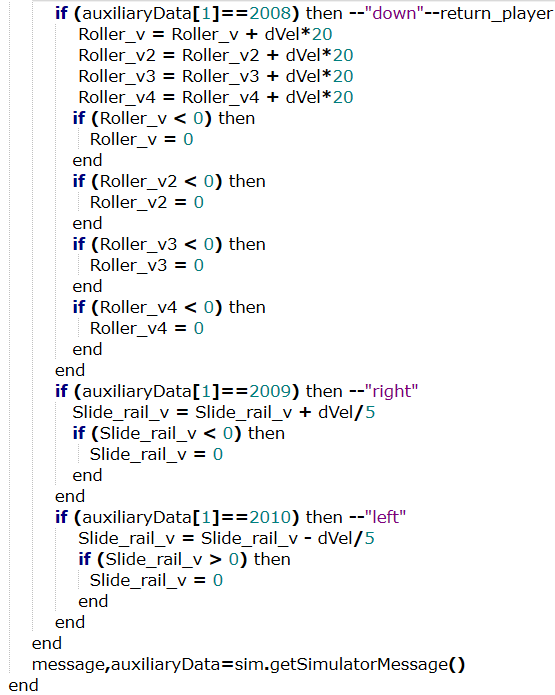 if (auxiliaryData[1]==2008) then --"down"--return_player
Roller_v = Roller_v + dVel*20
Roller_v2 = Roller_v2 + dVel*20
Roller_v3 = Roller_v3 + dVel*20
Roller_v4 = Roller_v4 + dVel*20
if (Roller_v < 0) then
Roller_v = 0
end
if (Roller_v2 < 0) then
Roller_v2 = 0
end
if (Roller_v3 < 0) then
Roller_v3 = 0
end
if (Roller_v4 < 0) then
Roller_v4 = 0
end
end
if (auxiliaryData[1]==2009) then --"right"
Slide_rail_v = Slide_rail_v + dVel/5
if (Slide_rail_v < 0) then
Slide_rail_v = 0
end
end
if (auxiliaryData[1]==2010) then --"left"
Slide_rail_v = Slide_rail_v - dVel/5
if (Slide_rail_v > 0) then
Slide_rail_v = 0
end
end
end
message,auxiliaryData=sim.getSimulatorMessage()
end